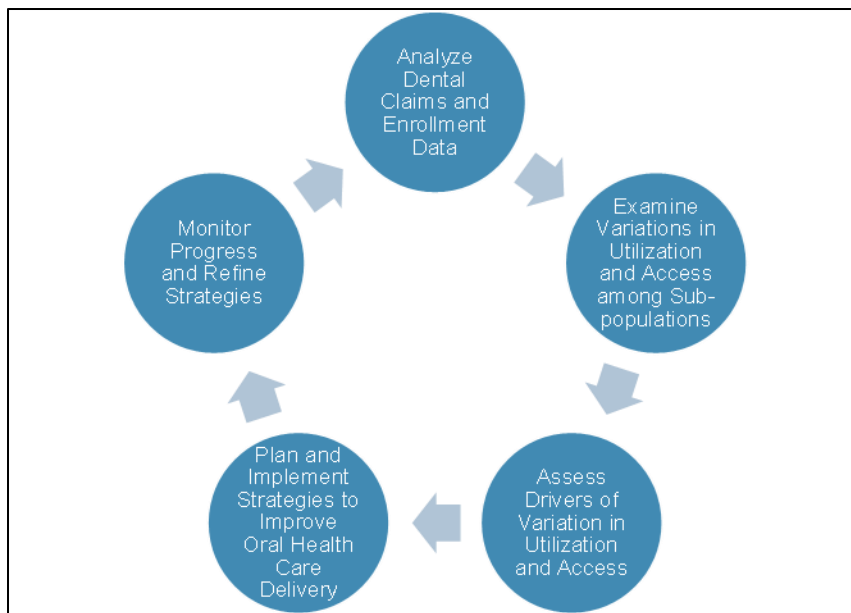 Analyze
Dental
Claims and
Enrollment
Data
Examine
Variations in
Utilization
and Access
among Sub-
populations
Assess
Drivers of
Variation in
Utilization
and Access
Plan and
Implement
Strategies to
Improve
Oral Health
Care
Delivery
Monitor
Progress
and Refine
Strategies